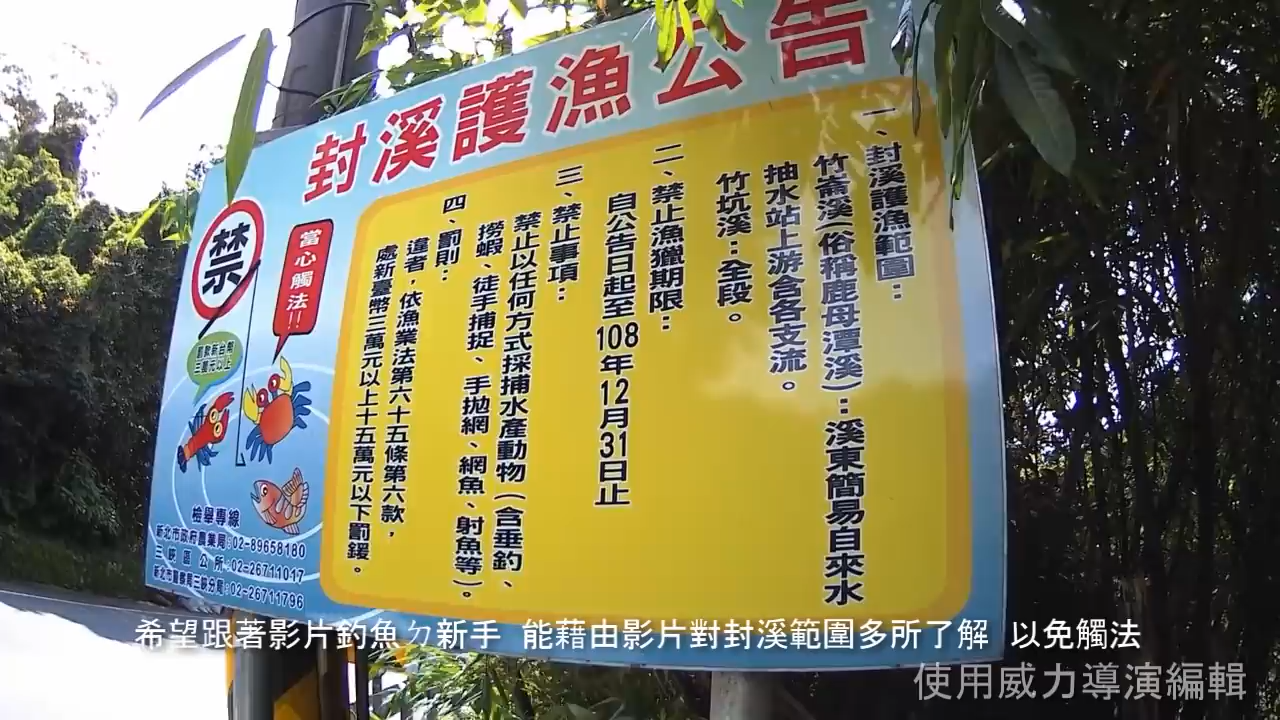 封溪護漁公告
一、封溪護漁範圍：
竹崙溪(俗稱鹿母潭溪)：溪東簡易自來水
抽水站上游含各支流。
竹坑溪：全段。
二、禁止漁獵期限：
自公告日起至108年12月31日止
三、禁止事項：
禁止以任何方式採捕水產動物（含垂釣、
撈蝦、徒手捕捉、手拋網、網魚、射魚等）。
四、罰則：
違者，依漁業法第六十五條第六款，
處新臺幣三萬元以上十五萬元以下罰鍰。
禁
當心觸法!!
罰款新台幣
三萬元以上
檢舉專線
新北市政府農業局:02-89658180
三峽區公所:02-26711017
新北市警察局三峽分局:02-26711796
希望跟著影片釣魚ㄉ新手 能藉由影片對封溪範圍多所了解 以免觸法
使用威力導演編輯